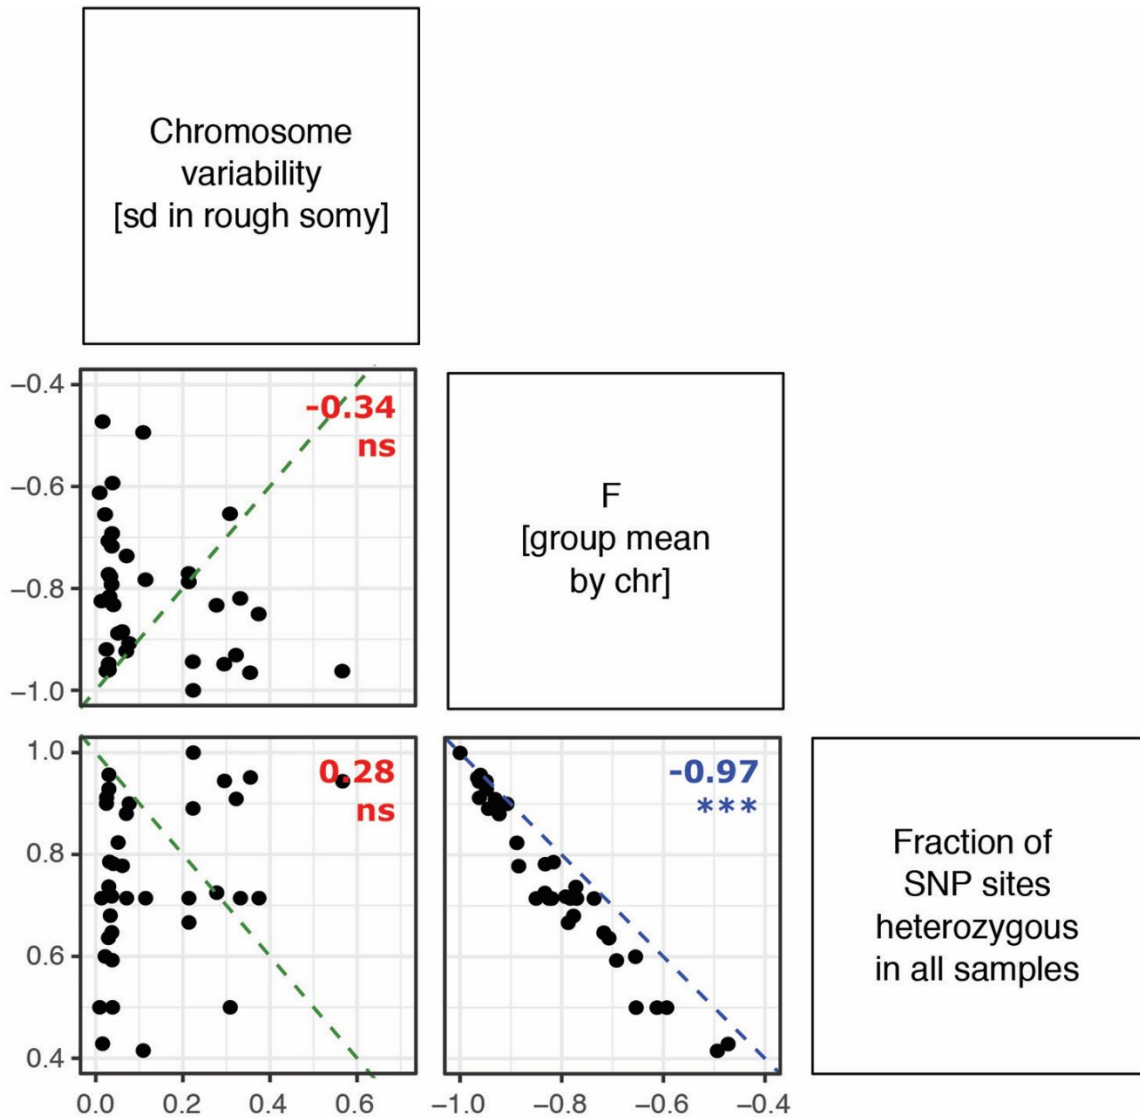 Chromosome
variability
[sd in rough somy]
−0.4
−0.6
−0.8
−1.0
-0.34
ns
F
[group mean
by chr]
1.0
0.8
0.6
0.4
0.28
ns
-0.97
***
Fraction of
SNP sites
heterozygous
in all samples
0.0 0.2 0.4 0.6
−1.0 −0.8 −0.6 −0.4